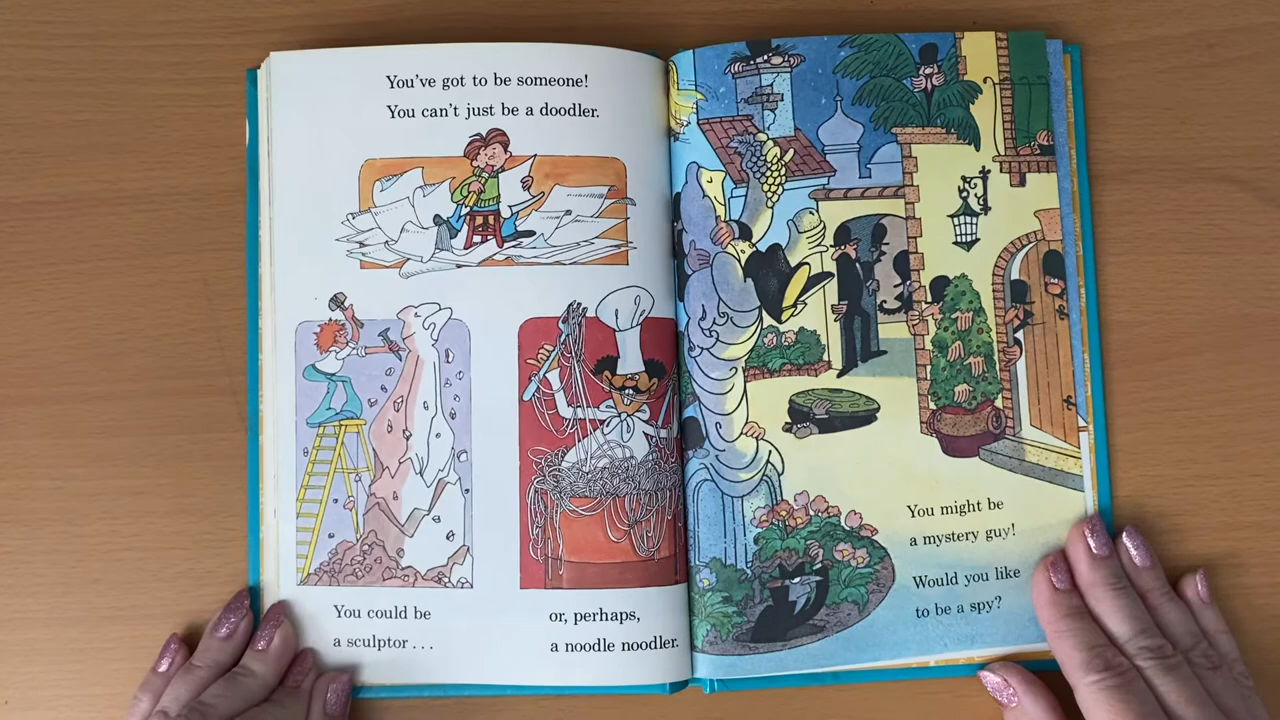 You've got to be someone!
You can't just be a doodler.
You could be
a sculptor . . .
or, perhaps,
a noodle noodler.
You might be
a mystery guy!
Would you like
to be a spy?